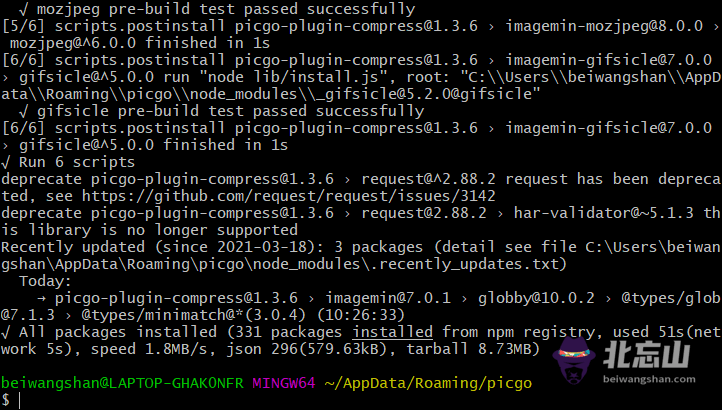 √ mozjpeg pre-build test passed successfully
[5/6] scripts.postinstall picgo-plugin-compress@1.3.6 › imagemin-mozjpeg@8.0.0 ›
mozjpeg@^6.0.0 finished in 1s
[6/6] scripts.postinstall picgo-plugin-compress@1.3.6 › imagemin-gifsicle@7.0.0
› gifsicle@^5.0.0 run "node lib/install.js", root: "C:\\Users\\beiwangshan\\AppD
ata\\Roaming\\picgo\\node_modules\\_gifsicle@5.2.0@gifsicle"
√ gifsicle pre-build test passed successfully
[6/6] scripts.postinstall picgo-plugin-compress@1.3.6 › imagemin-gifsicle@7.0.0
› gifsicle@^5.0.0 finished in 1s
√ Run 6 scripts
deprecate picgo-plugin-compress@1.3.6 › request@^2.88.2 request has been depreca
ted, see https://github.com/request/request/issues/3142
deprecate picgo-plugin-compress@1.3.6 › request@2.88.2 › har-validator@~5.1.3 th
is library is no longer supported
Recently updated (since 2021-03-18): 3 packages (detail see file C:\Users\beiwan
gshan\AppData\Roaming\picgo\node_modules\.recently_updates.txt)
Today:
→ picgo-plugin-compress@1.3.6 › imagemin@7.0.1 › globby@10.0.2 › @types/glob
@7.1.3 › @types/minimatch@*(3.0.4) (10:26:33)
√ All packages installed (331 packages installed from npm registry, used 51s(net
work 5s), speed 1.8MB/s, json 296(579.63kB), tarball 8.73MB)
北忘山
beiwangshan.com
beiwangshan@LAPTOP-GHAK0NFR MINGW64 ~/AppData/Roaming/picgo
$